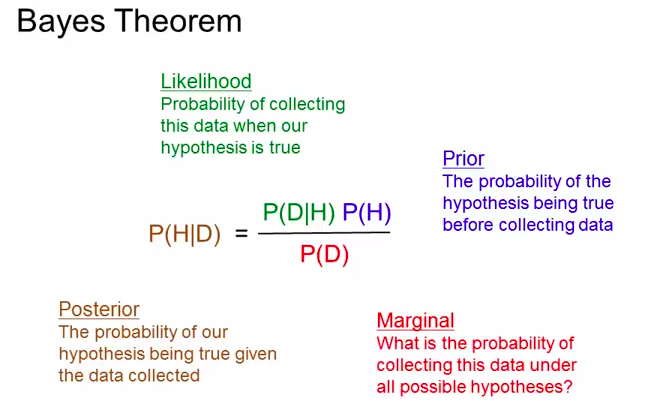 Bayes Theorem
Likelihood
Probability of collecting
this data when our
hypothesis is true
Prior
The probability of the
hypothesis being true
before collecting data
P(D|H) P(H)
P(H|D) =
P(D)
Posterior
The probability of our
hypothesis being true given
the data collected
Marginal
What is the probability of
collecting this data under
all possible hypotheses?